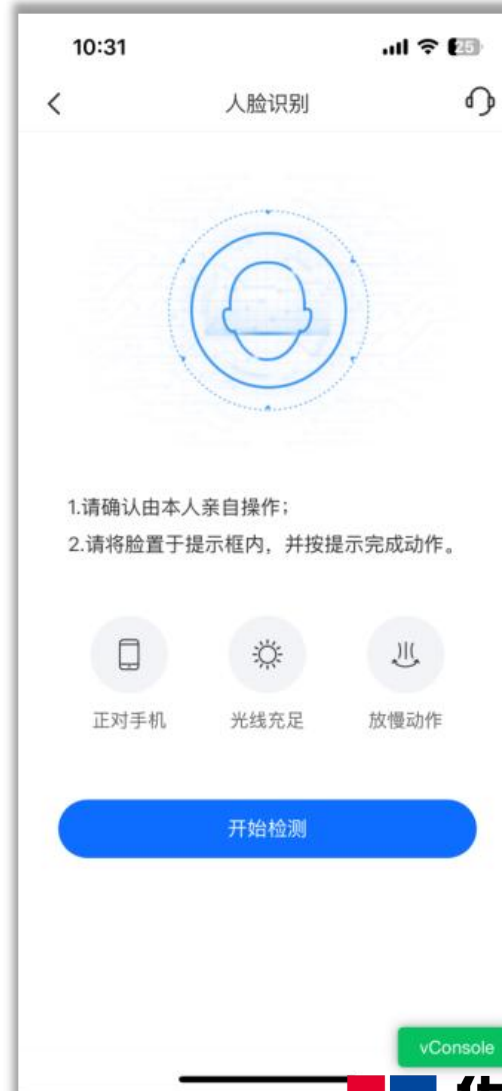 10:31
25
人脸识别
1.请确认由本人亲自操作；
2.请将脸置于提示框内，并按提示完成动作。
正对手机
光线充足
放慢动作
开始检测
vConsole